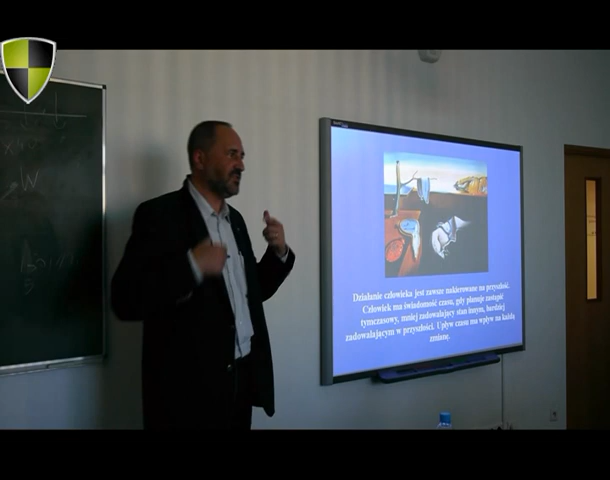 W
Działanie człowieka jest zawsze nakierowane na przyszłość.
Człowiek ma świadomość czasu, gdy planuje zastąpić
tymczasowy, mniej zadowalający stan innym, bardziej
zadowalającym w przyszłości. Upływ czasu ma wpływ na każdą
zmianę.